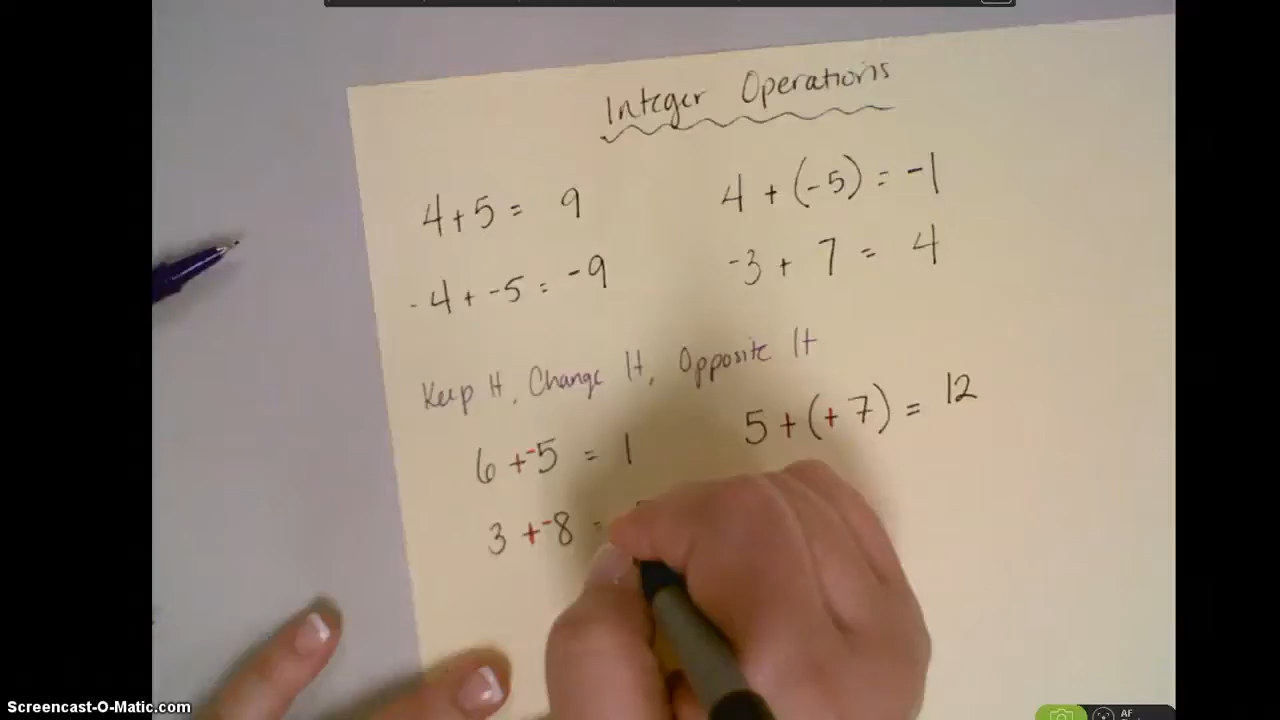 Integer Operations
4 + 5 = 9
4 + (-5) = -1
-4 + -5 = -9
-3 + 7 = 4
Keep It, Change It, Opposite It
6 + -5 = 1
5 + (+7) = 12
3 + -8 =
Screencast-O-Matic.com
AF